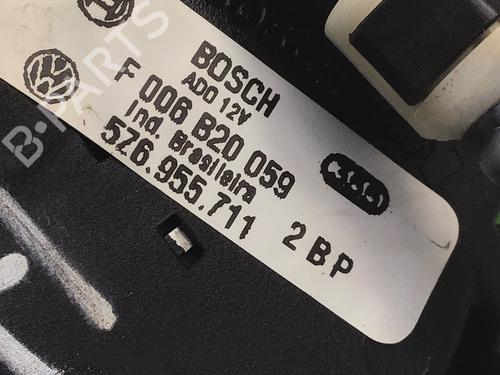 BOSCH
ADO 12V
F 006 B20 059
Ind. Brasileira
5Z6.955.711 2BP
B-PARTS